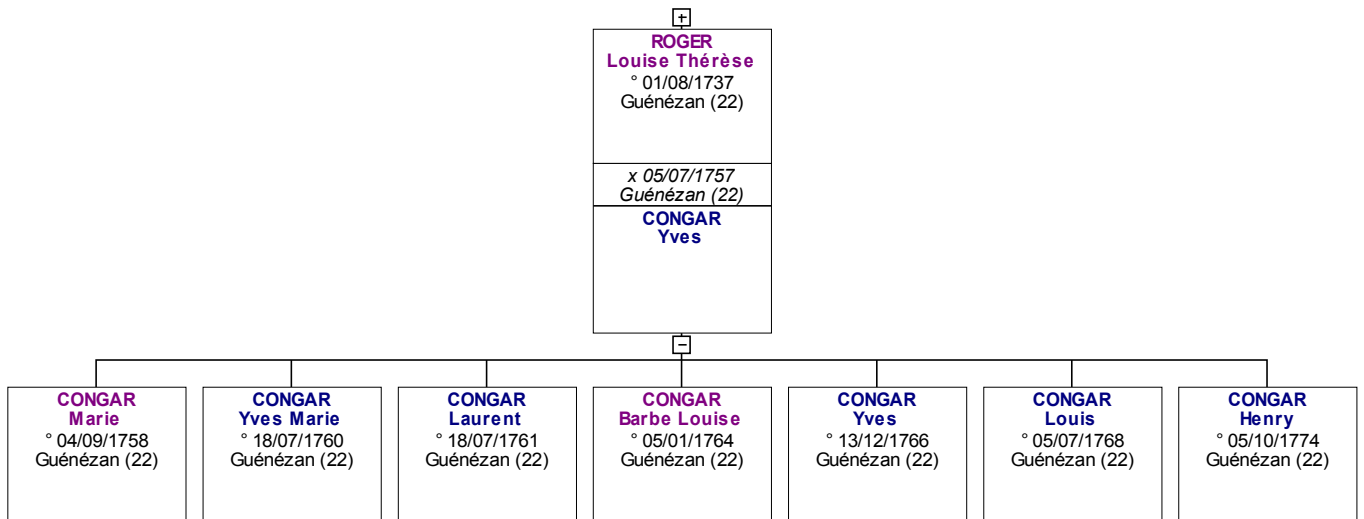 +
ROGER
Louise Thérèse
° 01/08/1737
Guénézan (22)
x 05/07/1757
Guénézan (22)
CONGAR
Yves
−
CONGAR
Marie
° 04/09/1758
Guénézan (22)
CONGAR
Yves Marie
° 18/07/1760
Guénézan (22)
CONGAR
Laurent
° 18/07/1761
Guénézan (22)
CONGAR
Barbe Louise
° 05/01/1764
Guénézan (22)
CONGAR
Yves
° 13/12/1766
Guénézan (22)
CONGAR
Louis
° 05/07/1768
Guénézan (22)
CONGAR
Henry
° 05/10/1774
Guénézan (22)